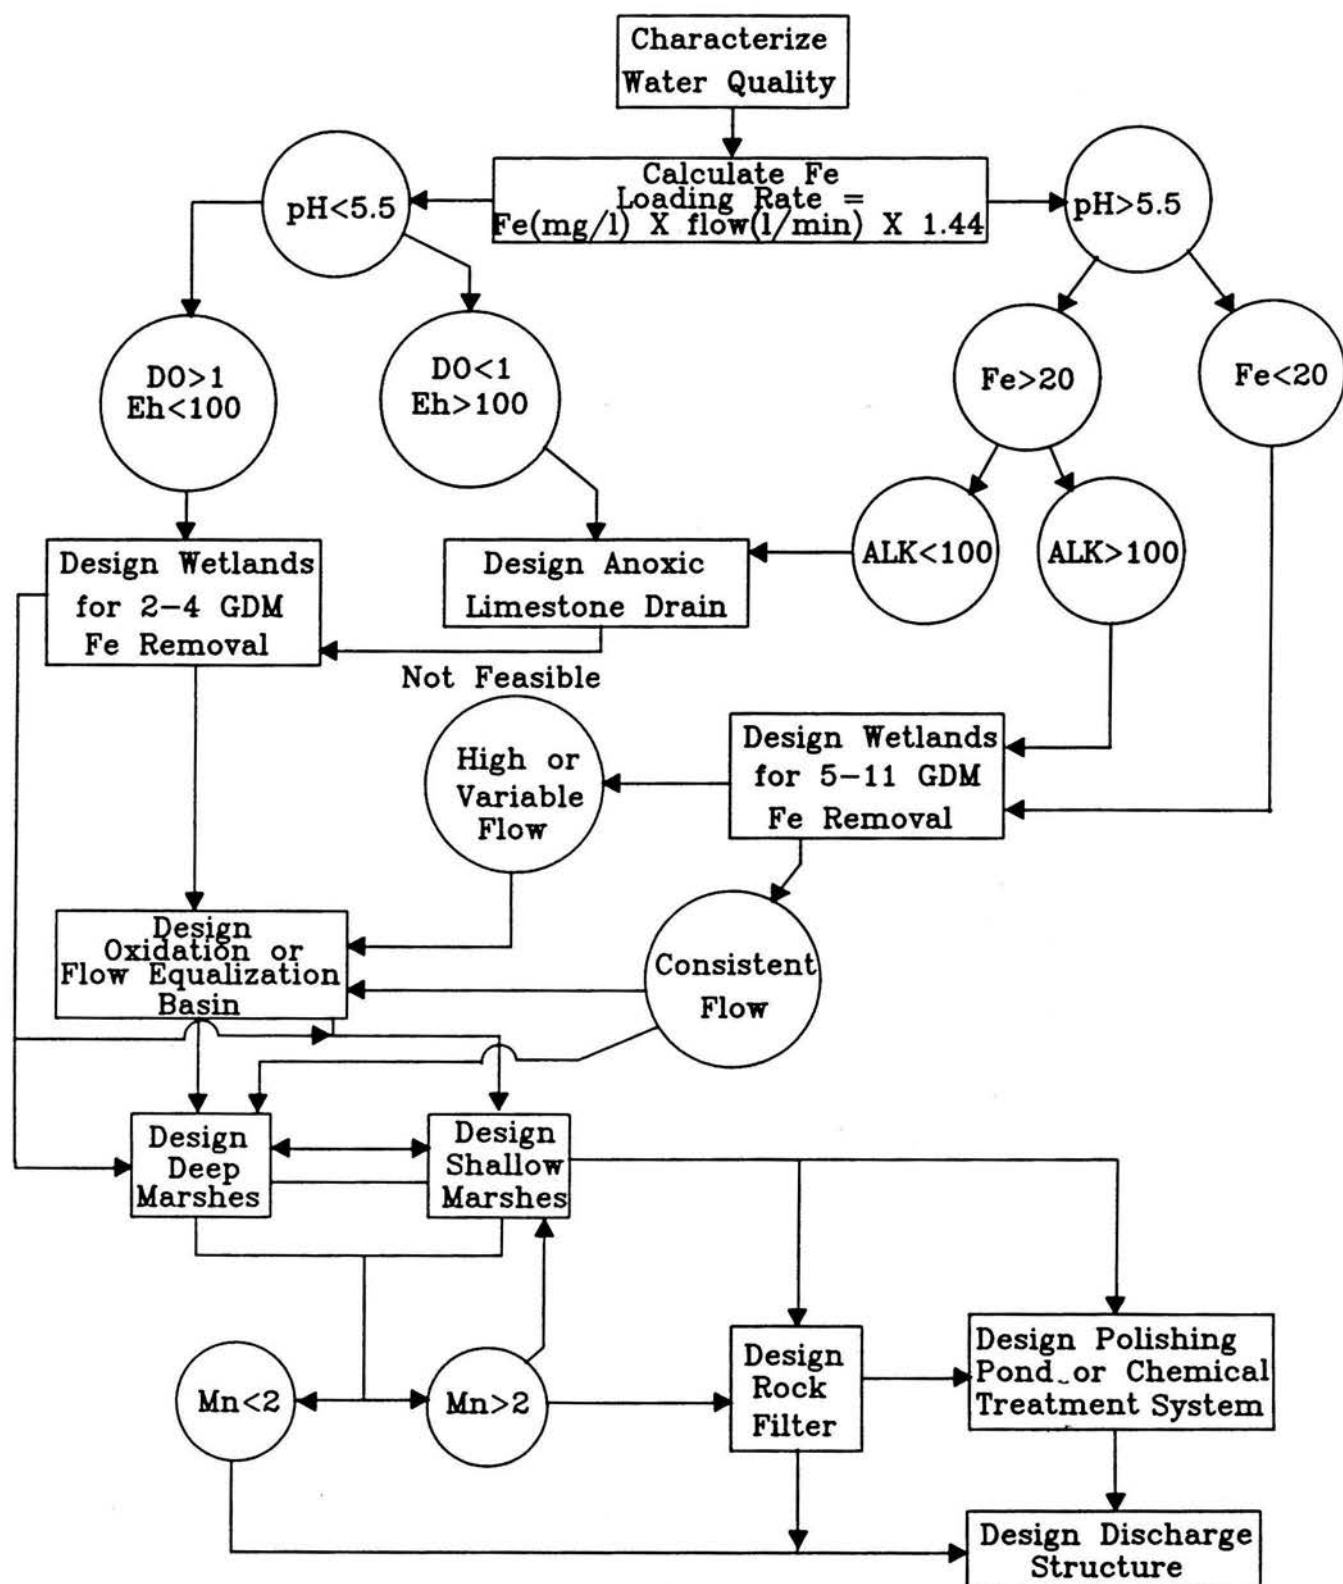 Characterize
Water Quality
Calculate Fe
Loading Rate =
Fe(mg/l) X flow(l/min) X 1.44
pH<5.5
pH>5.5
DO>1
Eh<100
DO<1
Eh>100
Fe>20
Fe<20
Design Wetlands
for 2-4 GDM
Fe Removal
Design Anoxic
Limestone Drain
ALK<100
ALK>100
Not Feasible
High or
Variable
Flow
Design Wetlands
for 5-11 GDM
Fe Removal
Design
Oxidation or
Flow Equalization
Basin
Consistent
Flow
Design
Deep
Marshes
Design
Shallow
Marshes
Mn<2
Mn>2
Design
Rock
Filter
Design Polishing
Pond or Chemical
Treatment System
Design Discharge
Structure